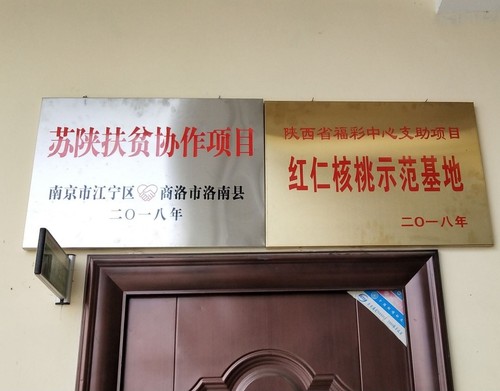 苏陕扶贫协作项目
南京市江宁区 商洛市洛南县
二〇一八年
陕西省福彩中心支助项目
红仁核桃示范基地
二〇一八年